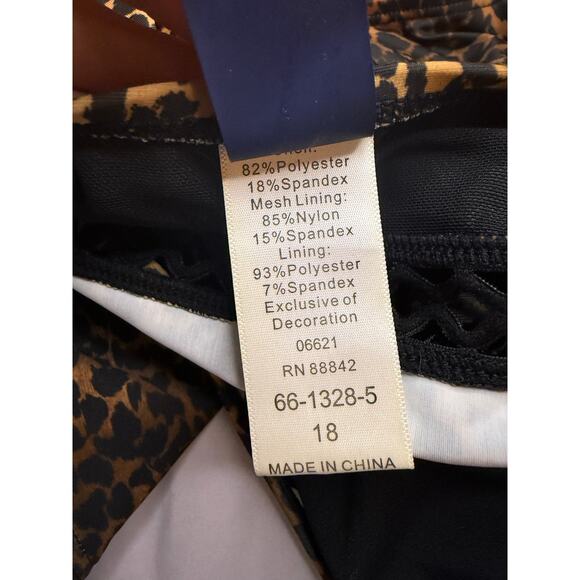 82%Polyester
18%Spandex
Mesh Lining:
85%Nylon
15%Spandex
Lining:
93%Polyester
7%Spandex
Exclusive of
Decoration
06621
RN 88842
66-1328-5
18
MADE IN CHINA